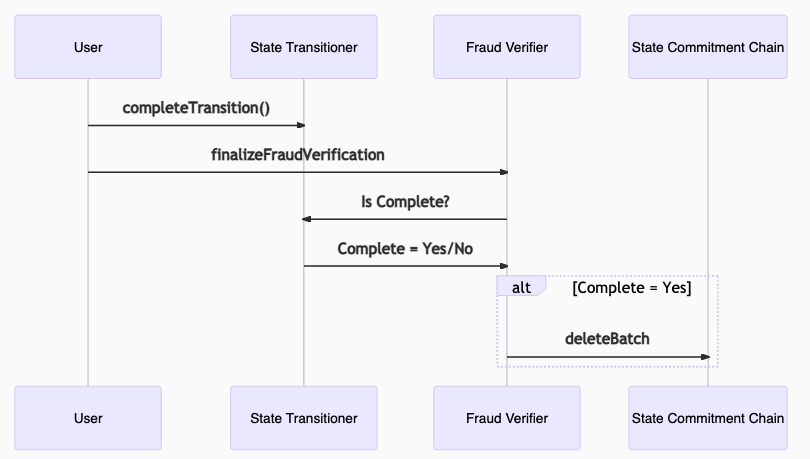 User
State Transitioner
Fraud Verifier
State Commitment Chain
completeTransition()
finalizeFraudVerification
Is Complete?
Complete = Yes/No
alt
[Complete = Yes]
deleteBatch
User
State Transitioner
Fraud Verifier
State Commitment Chain